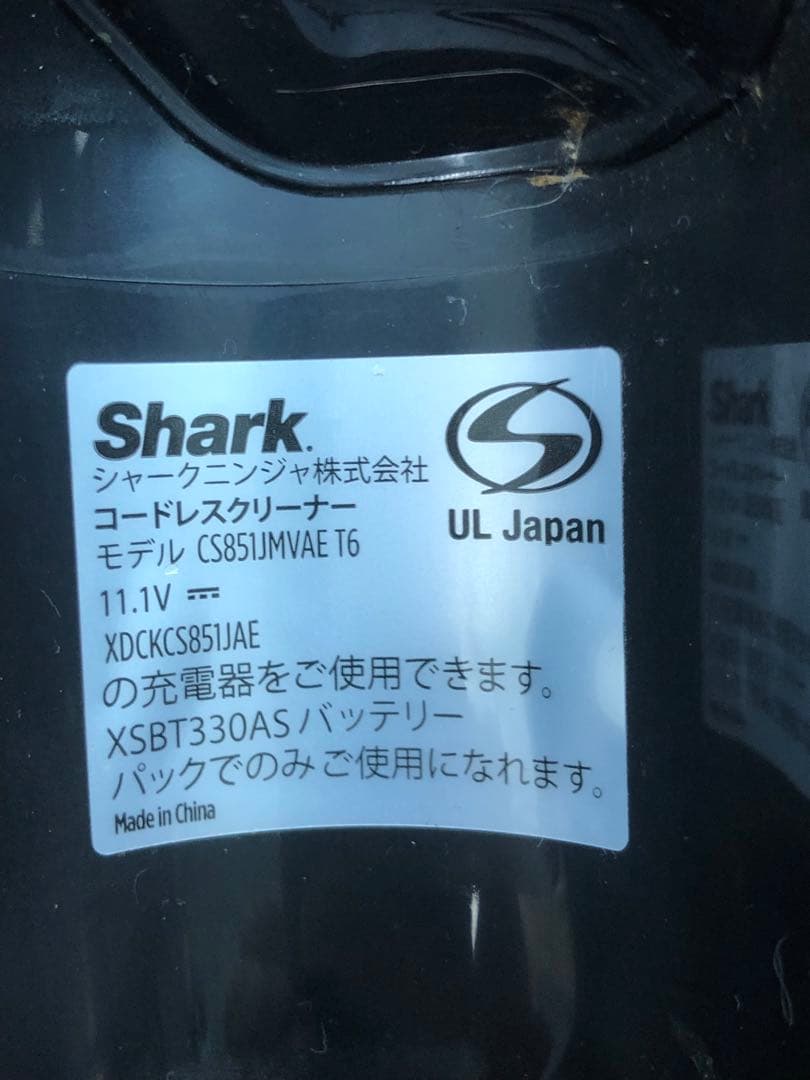 Shark.
シャークニンジャ株式会社
コードレスクリーナー
モデル CS851JMVAE T6
11.1V
XDCKCS851JAE
の充電器をご使用できます。
XSBT330AS バッテリー
パックでのみご使用になれます。
Made in China
UL Japan
Shark